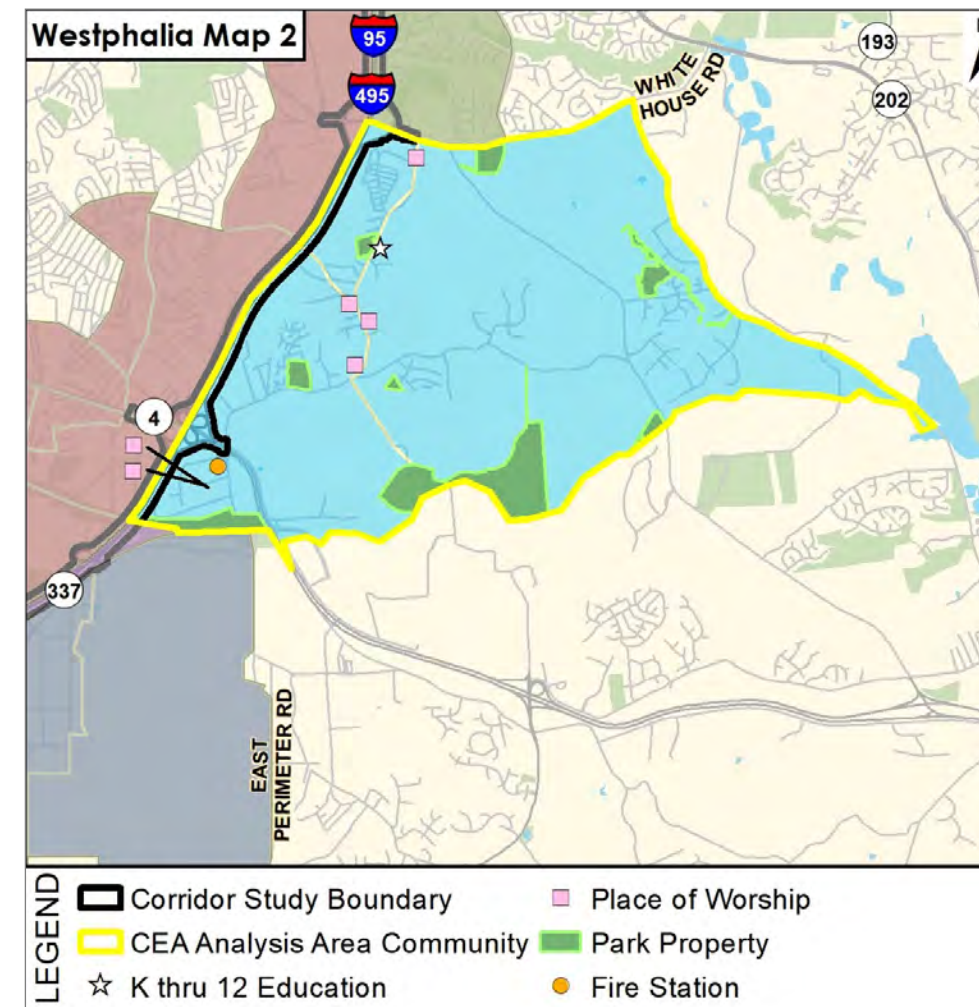 Westphalia Map 2
95
495
193
202
WHITE
HOUSE RD
4
337
EAST
PERIMETER RD
LEGEND
Corridor Study Boundary
Place of Worship
CEA Analysis Area Community
Park Property
K thru 12 Education
Fire Station